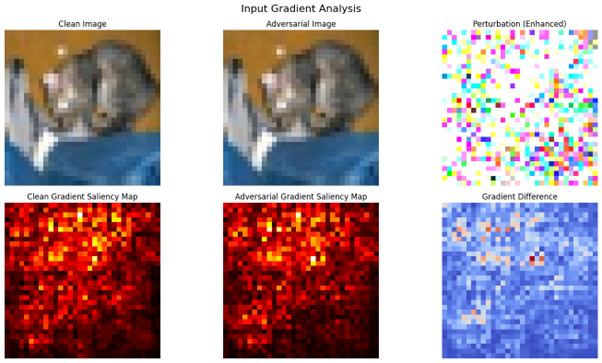 Input Gradient Analysis
Clean Image
Adversarial Image
Perturbation (Enhanced)
Clean Gradient Saliency Map
Adversarial Gradient Saliency Map
Gradient Difference